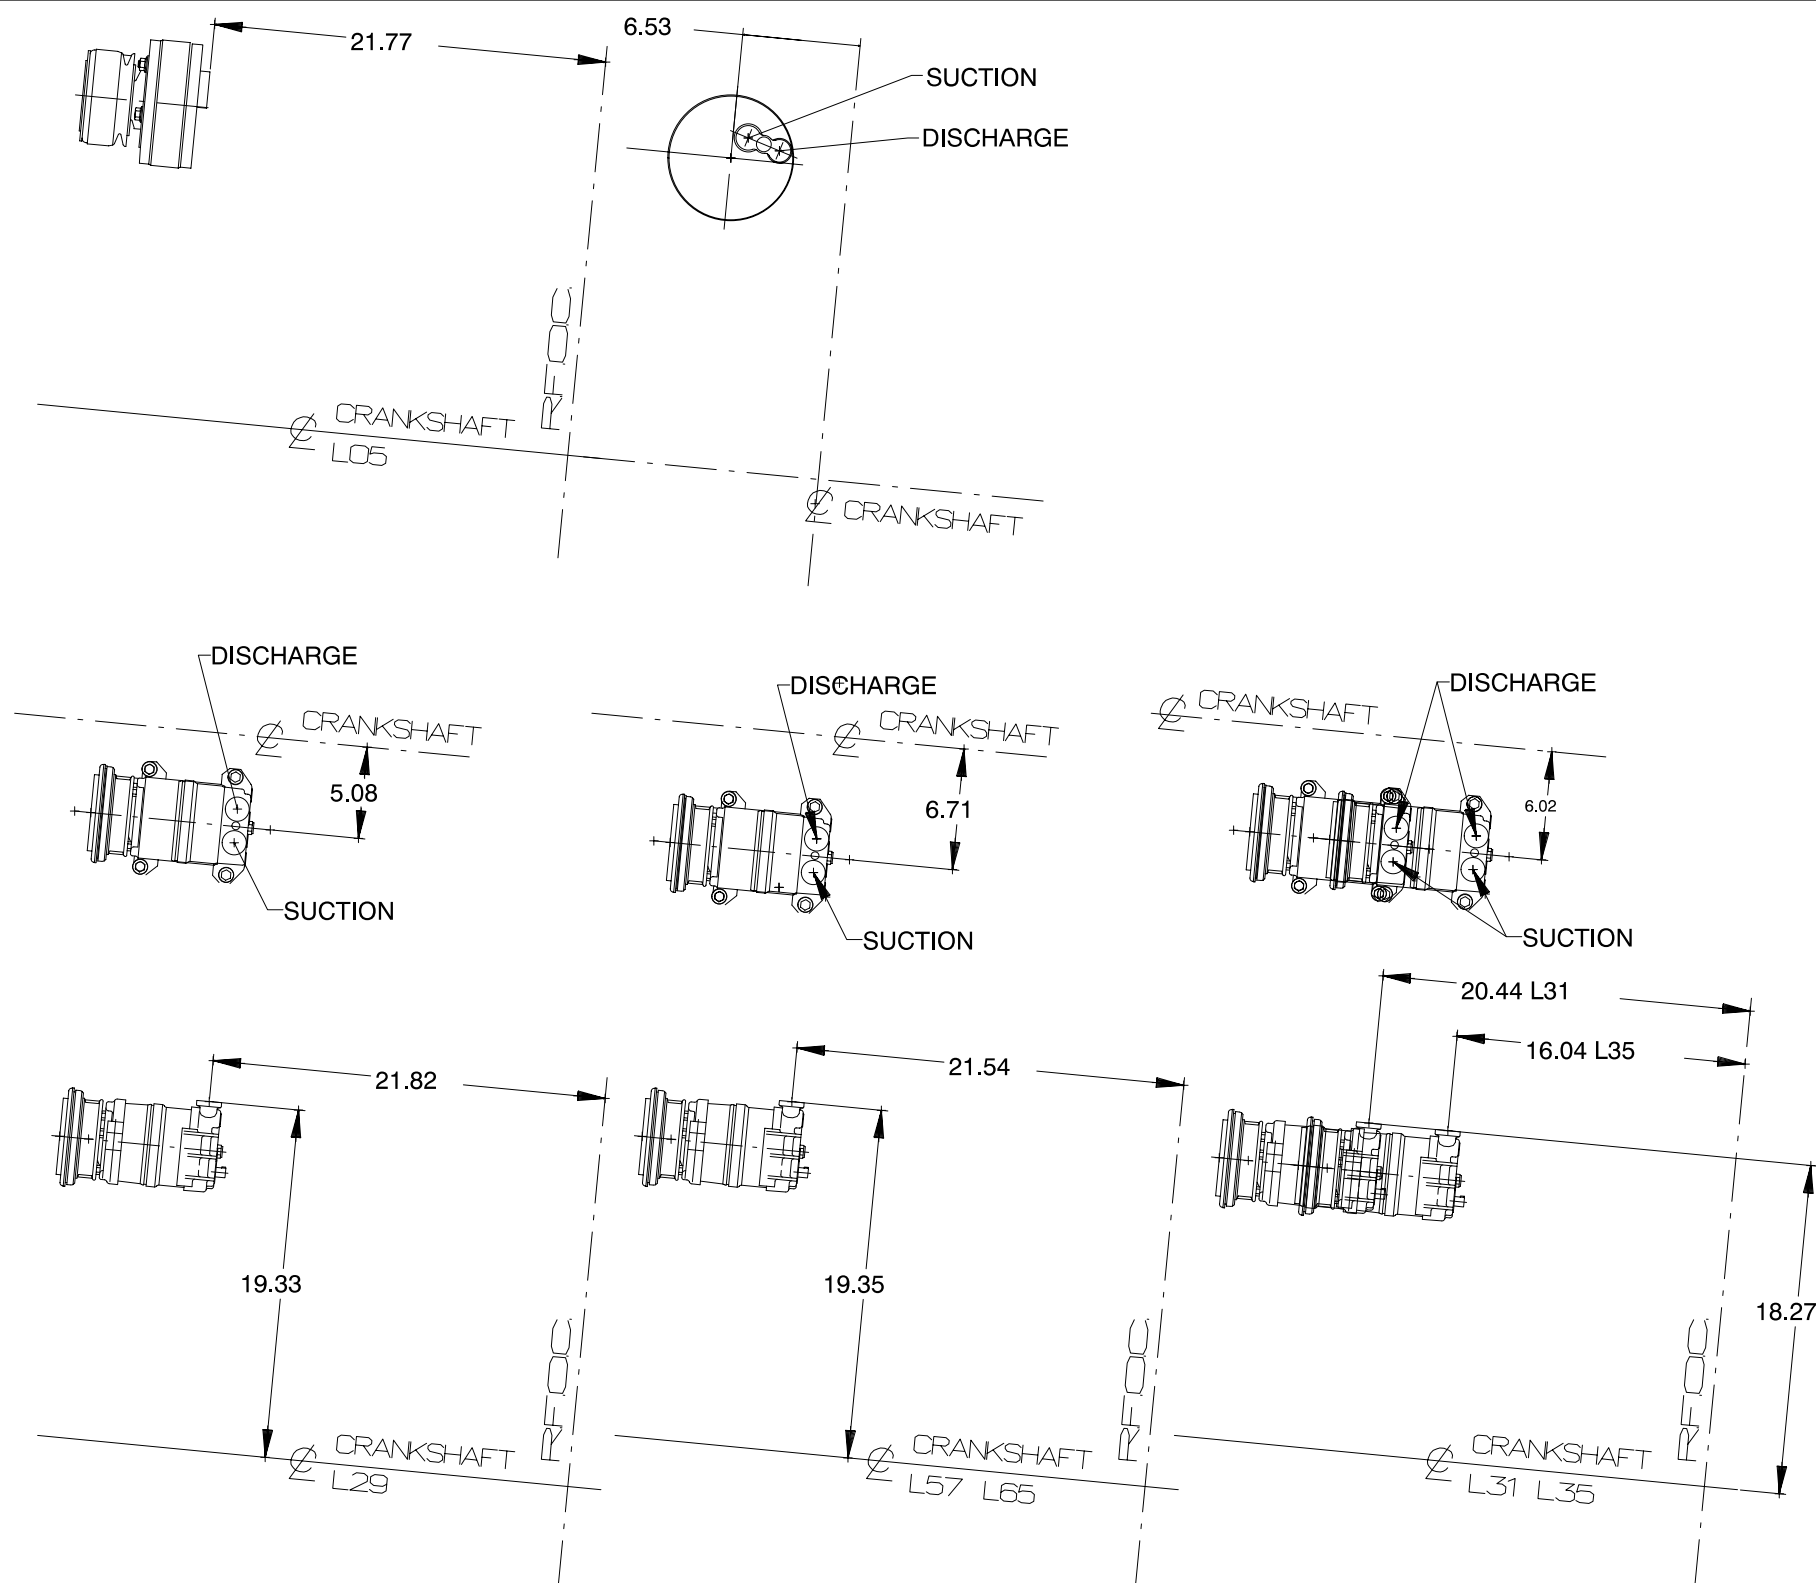 21.77
6.53
SUCTION
DISCHARGE
RFOC
℄ CRANKSHAFT
L05
℄ CRANKSHAFT
DISCHARGE
℄ CRANKSHAFT
5.08
SUCTION
DISCHARGE
℄ CRANKSHAFT
6.71
SUCTION
DISCHARGE
℄ CRANKSHAFT
6.02
SUCTION
20.44 L31
16.04 L35
21.82
19.33
RFOC
℄ CRANKSHAFT
L29
21.54
19.35
RFOC
℄ CRANKSHAFT
L57 L65
18.27
RFOC
℄ CRANKSHAFT
L31 L35